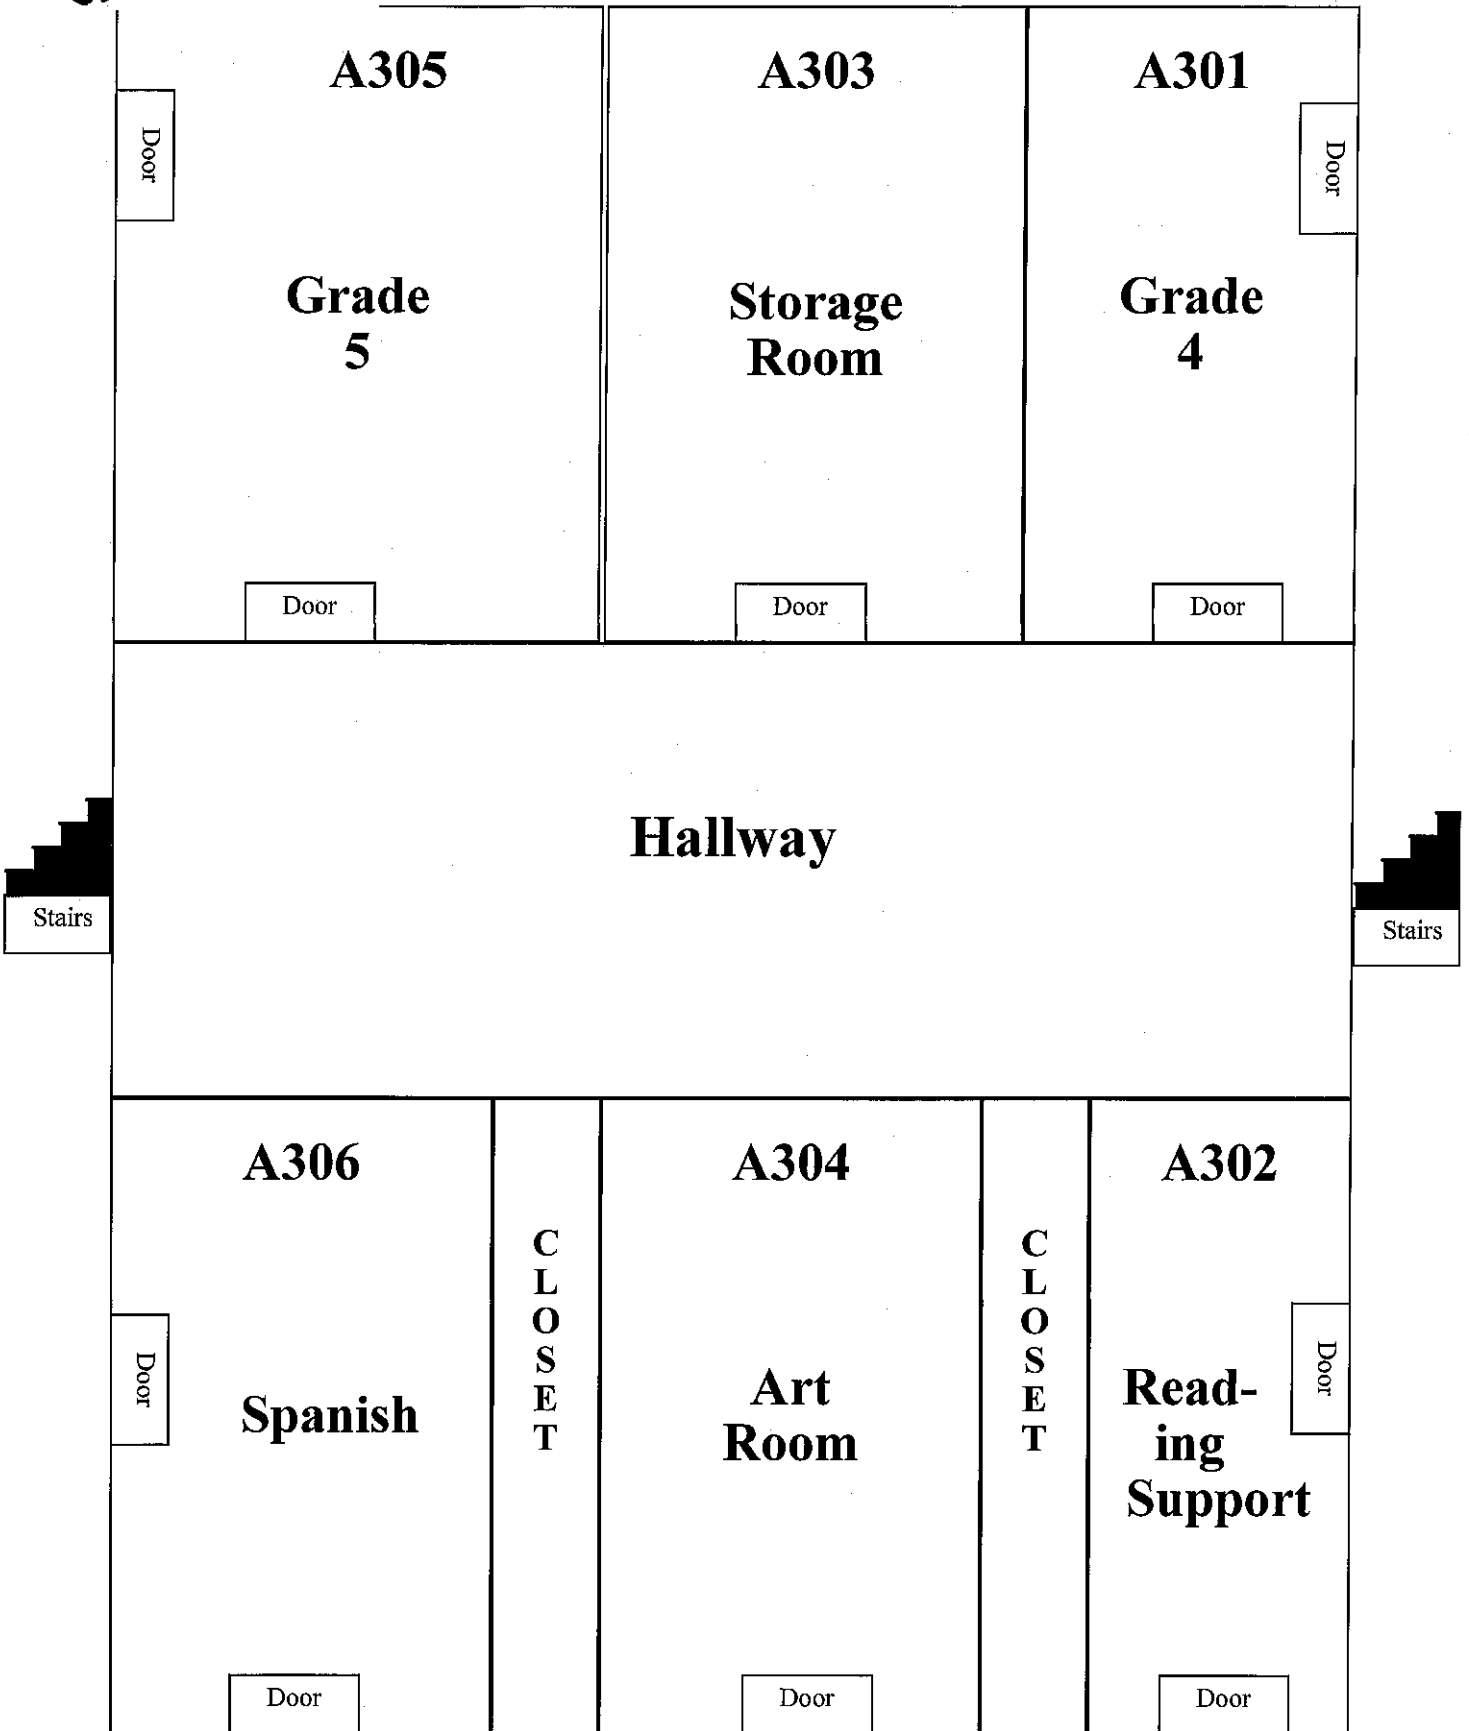 A305
A303
A301
Door
Door
Grade
5
Storage
Room
Grade
4
Door
Door
Door
Hallway
Stairs
Stairs
A306
A304
A302
C
L
O
S
E
T
C
L
O
S
E
T
Door
Door
Spanish
Art
Room
Read-
ing
Support
Door
Door
Door